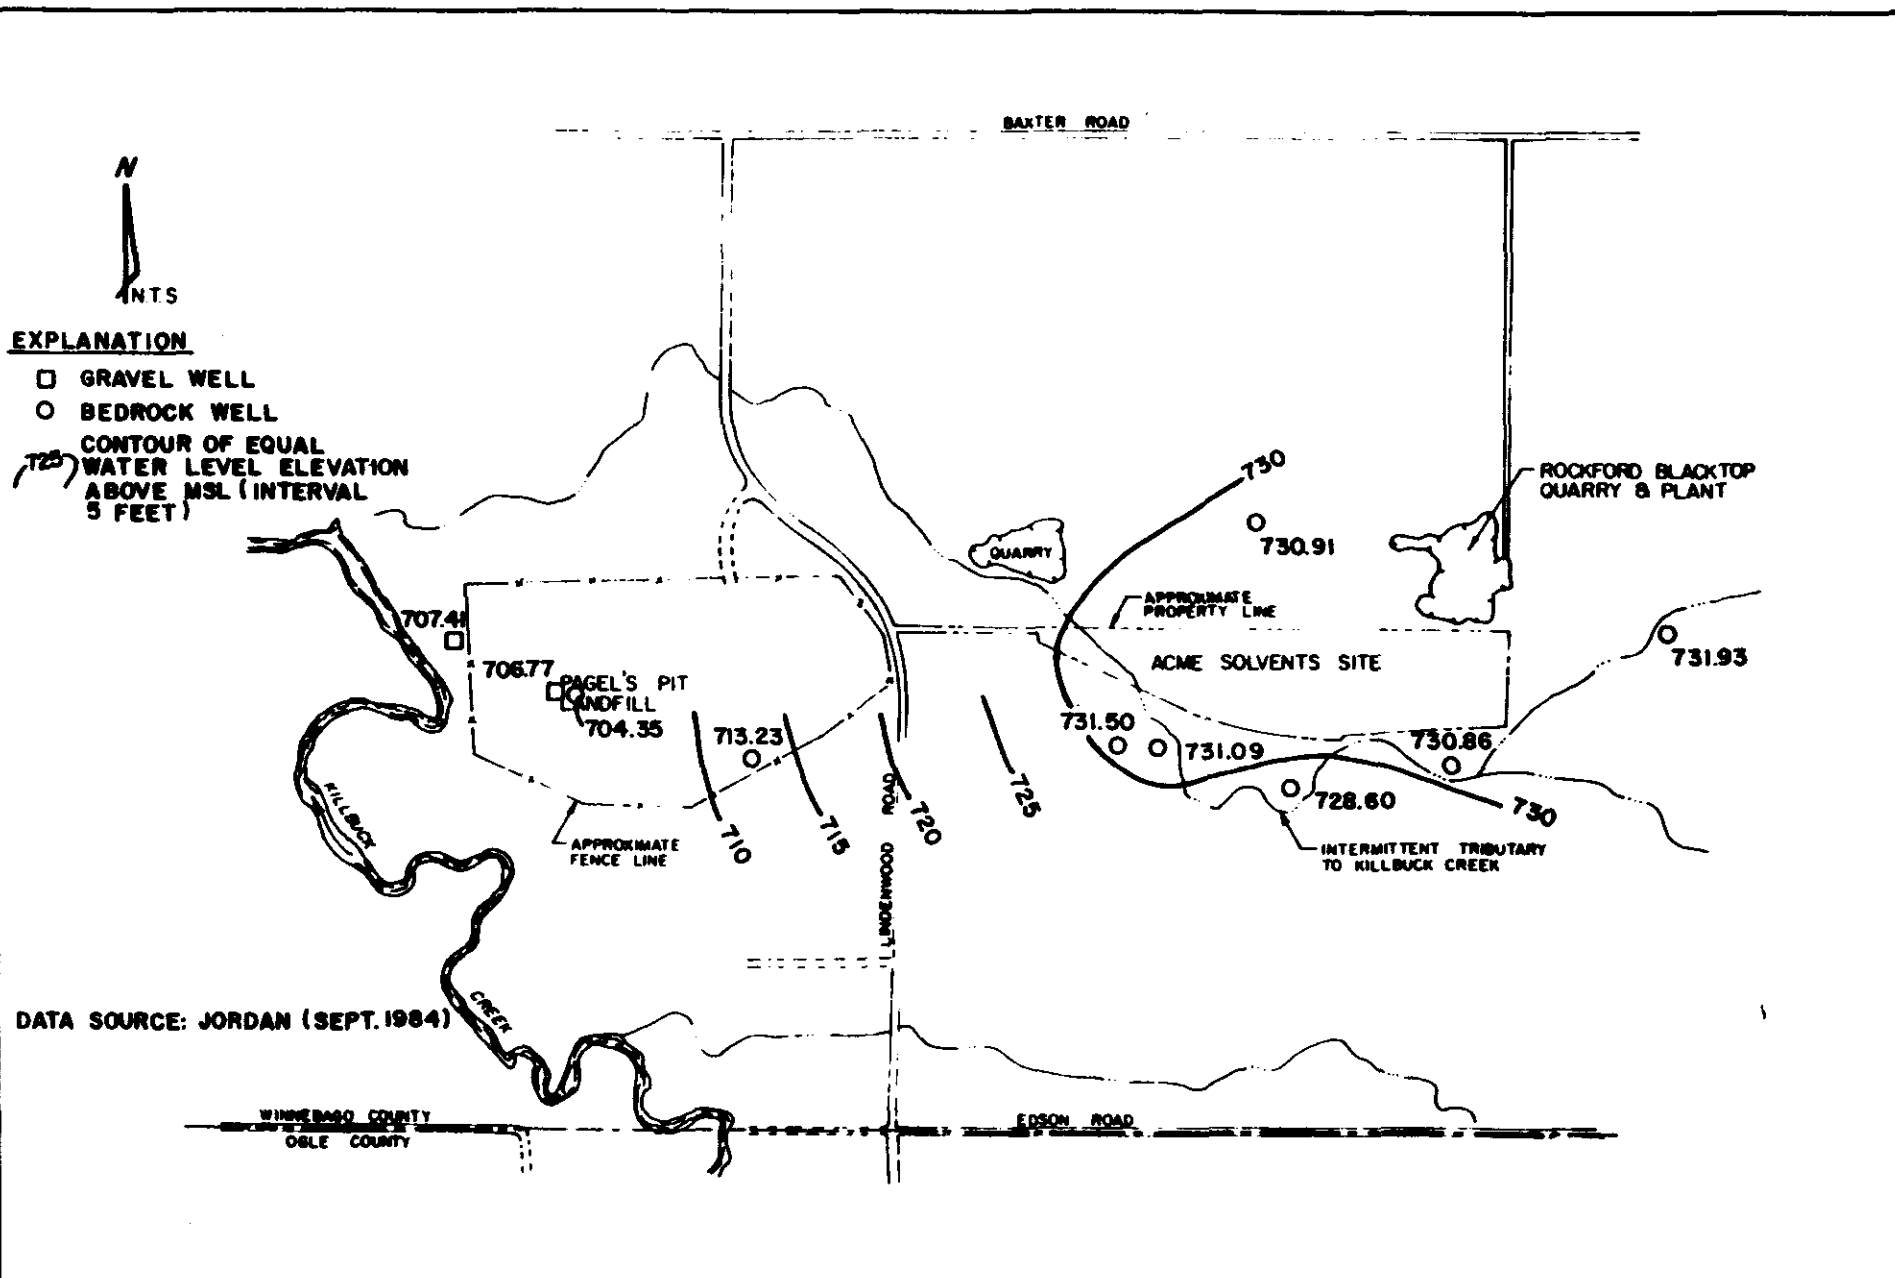 BAXTER ROAD
N
N.T.S
EXPLANATION
GRAVEL WELL
BEDROCK WELL
725
CONTOUR OF EQUAL
WATER LEVEL ELEVATION
ABOVE MSL (INTERVAL
5 FEET)
730
ROCKFORD BLACKTOP
QUARRY & PLANT
730.91
QUARRY
APPROXIMATE
PROPERTY LINE
707.41
706.77
PAGEL'S PIT
LANDFILL
704.35
ACME SOLVENTS SITE
731.93
713.23
731.50
731.09
730.86
728.60
710
715
720
725
730
KILLBUCK
CREEK
APPROXIMATE
FENCE LINE
LINDENWOOD ROAD
INTERMITTENT TRIBUTARY
TO KILLBUCK CREEK
DATA SOURCE: JORDAN (SEPT. 1984)
WINNEBAGO COUNTY
OGLE COUNTY
EDSON ROAD